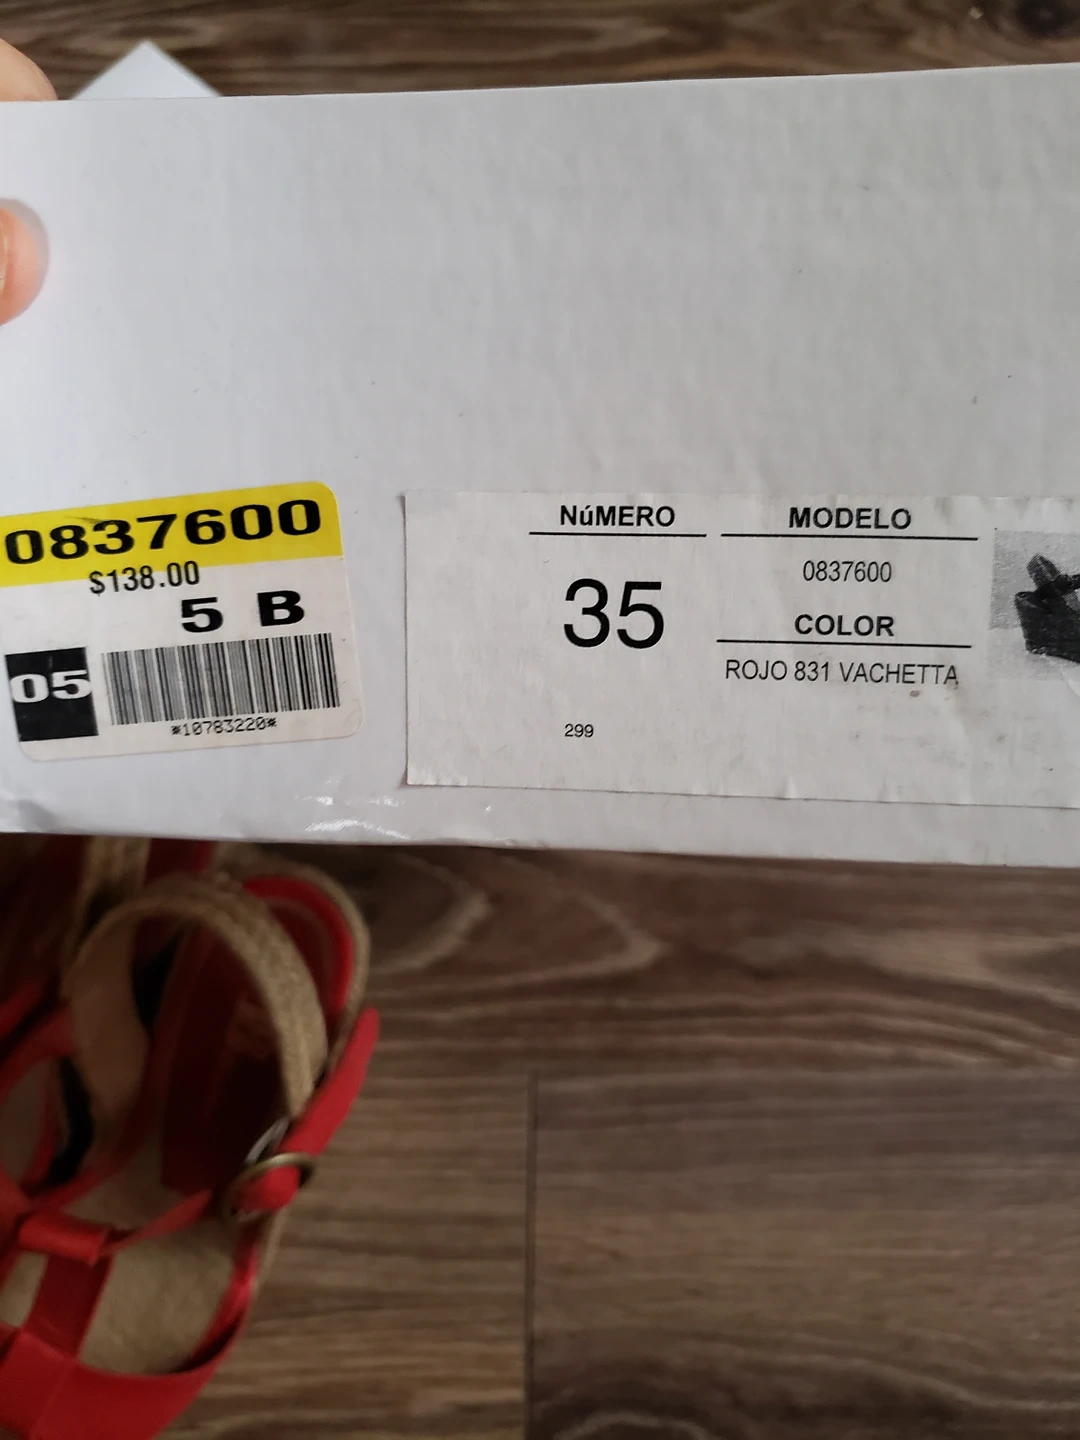 0837600
$138.00
5 B
05
*10783220*
NúMERO
35
299
MODELO
0837600
COLOR
ROJO 831 VACHETTA